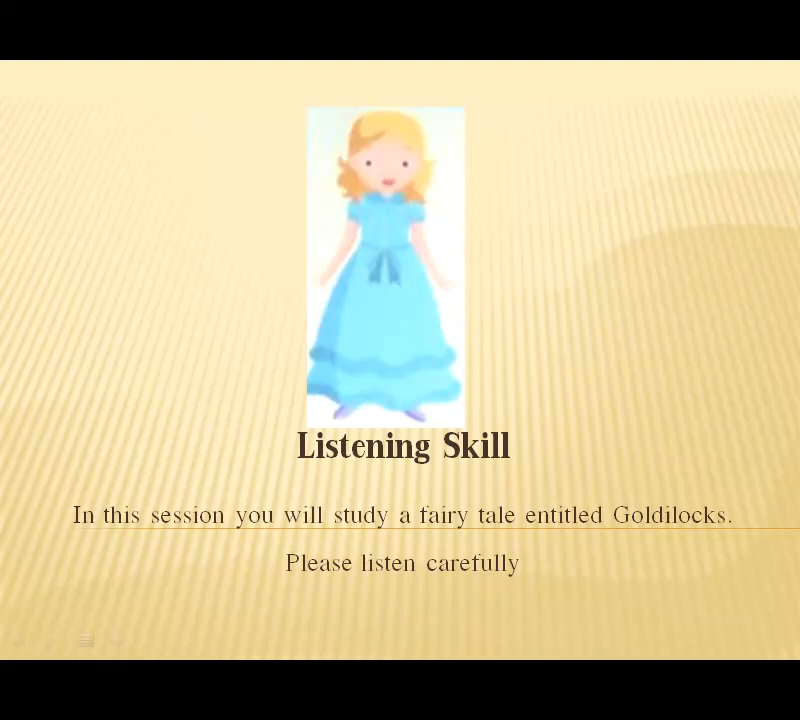 Listening Skill
In this session you will study a fairy tale entitled Goldilocks.
Please listen carefully